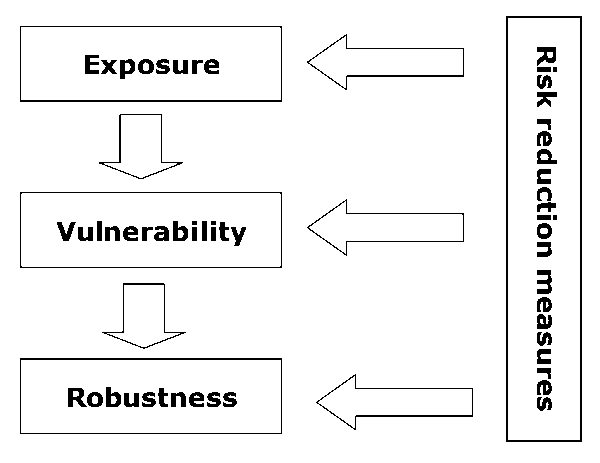 Exposure
Vulnerability
Robustness
Risk reduction measures